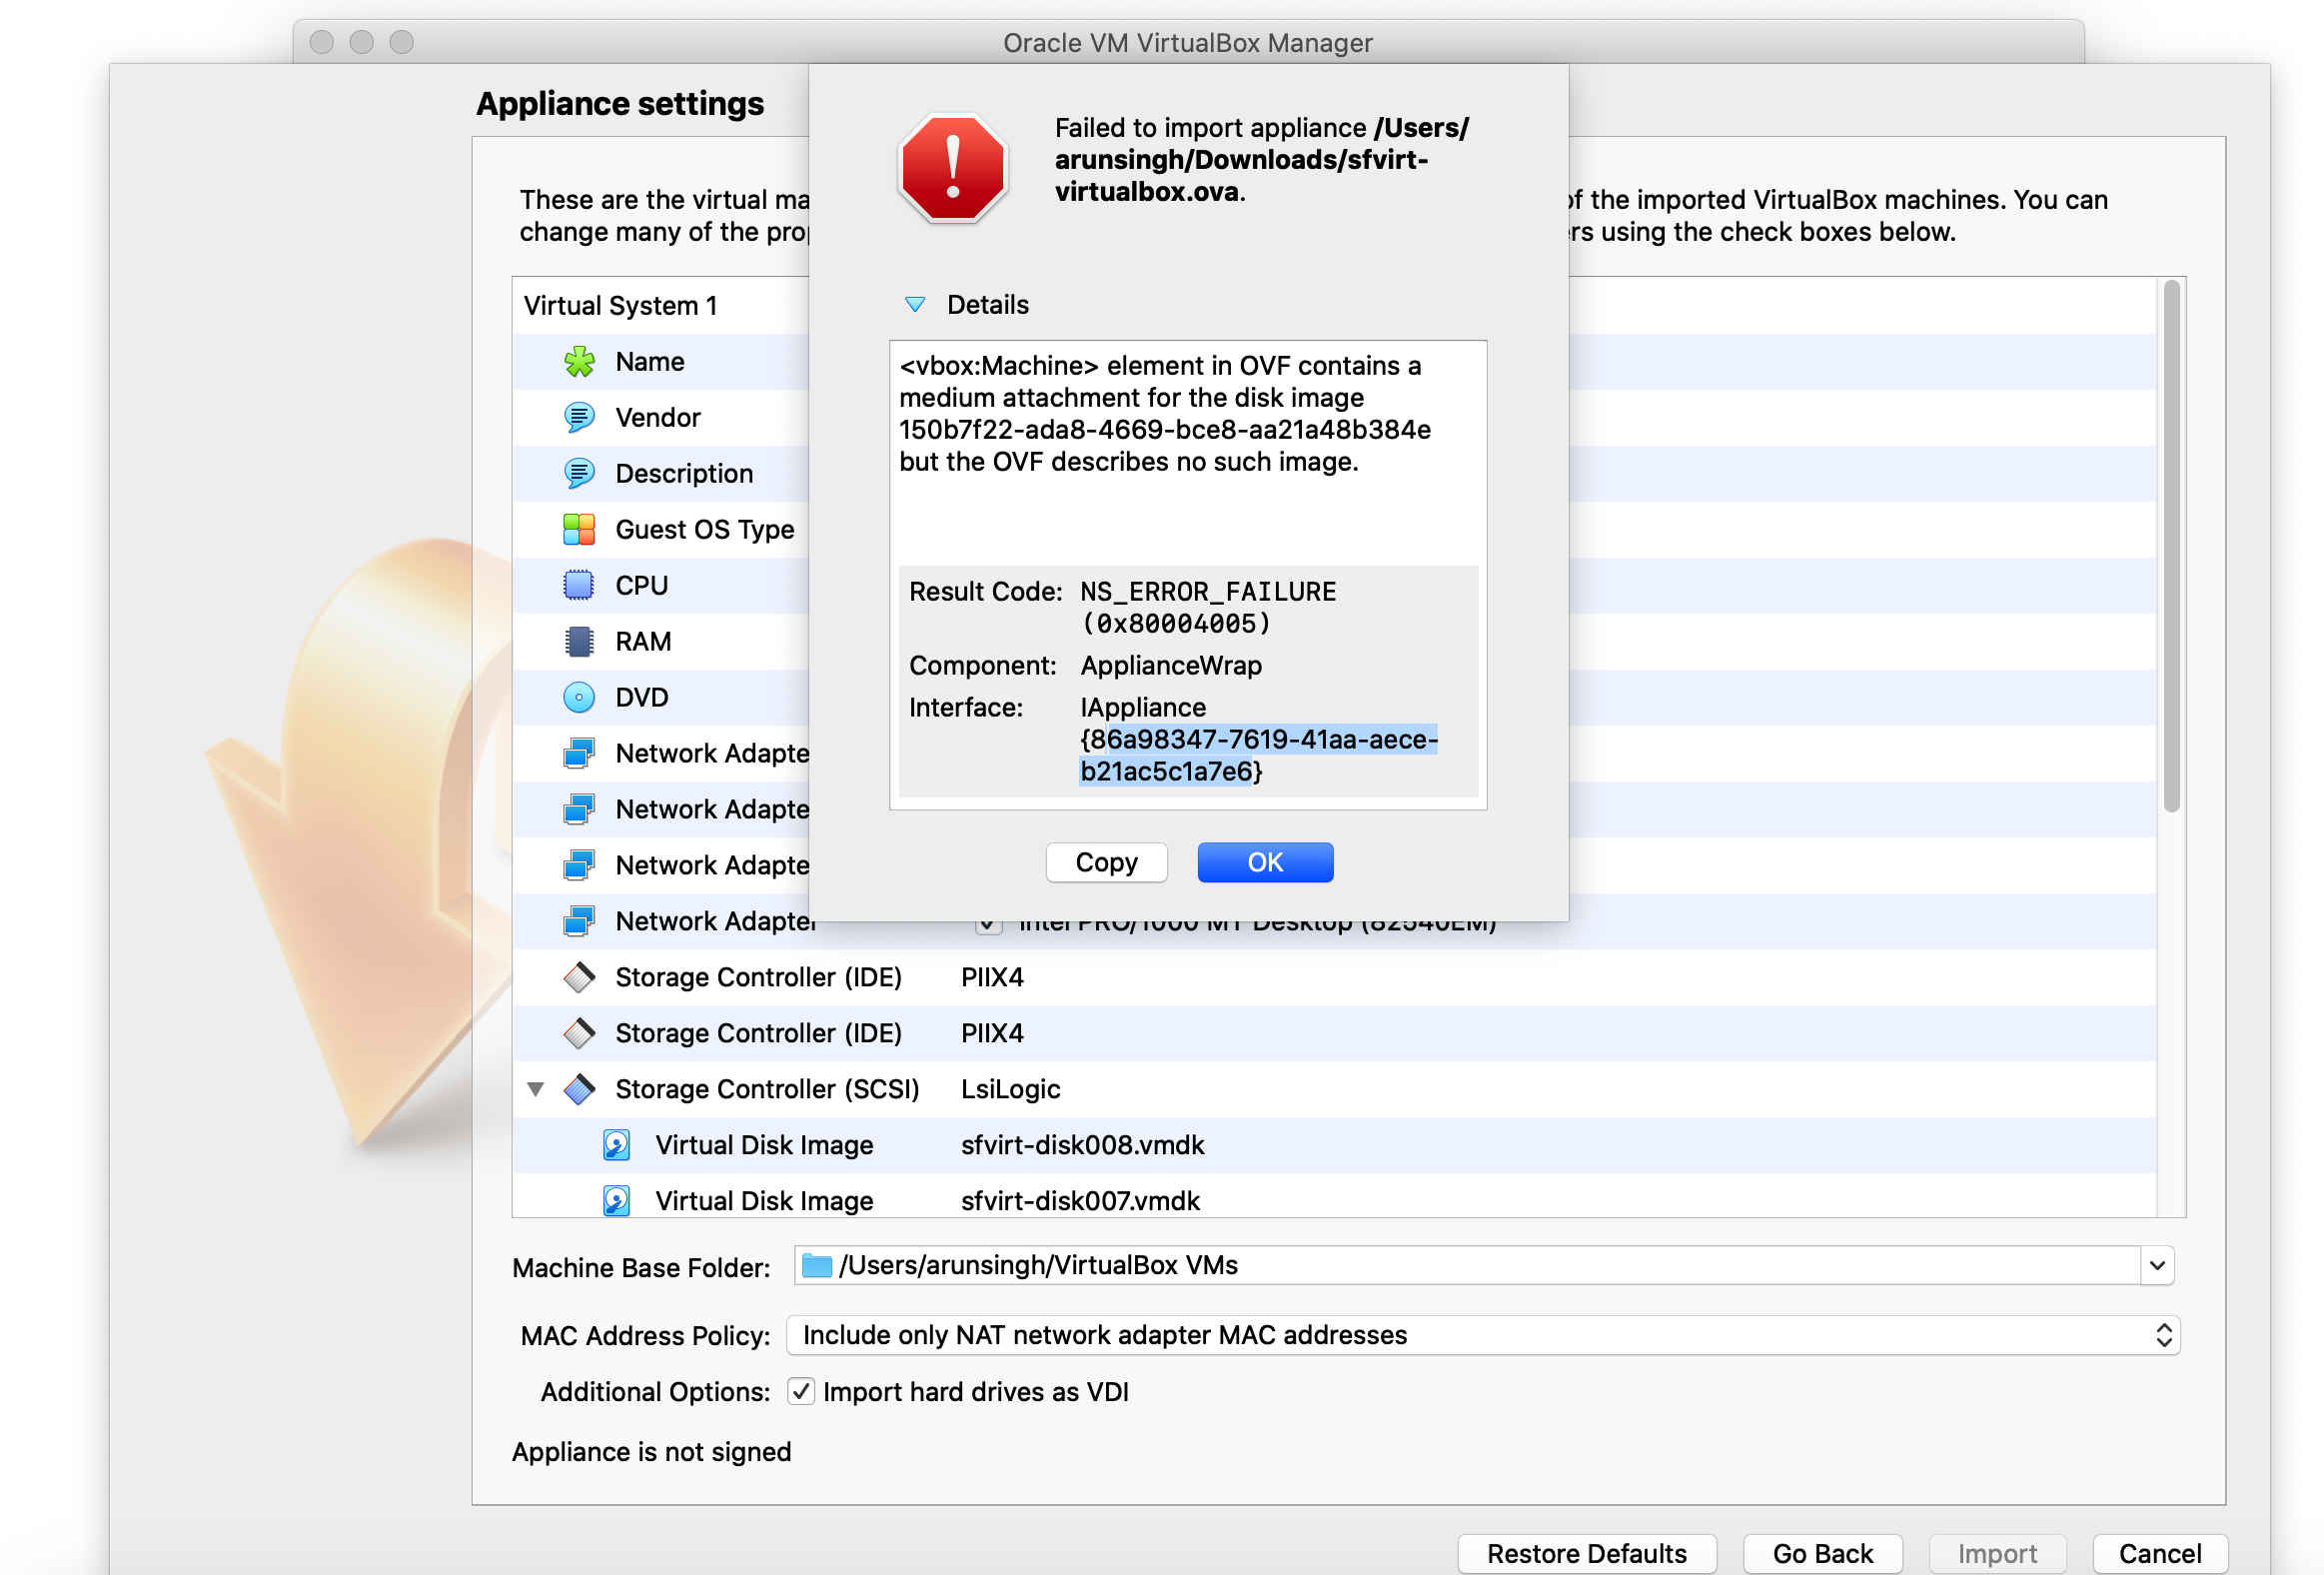 Oracle VM VirtualBox Manager
Appliance settings
These are the virtual ma
of the imported VirtualBox machines. You can
change many of the prop
rs using the check boxes below.
Failed to import appliance /Users/
arunsingh/Downloads/sfvirt-
virtualbox.ova.
Details
<vbox:Machine> element in OVF contains a
medium attachment for the disk image
150b7f22-ada8-4669-bce8-aa21a48b384e
but the OVF describes no such image.
Result Code: NS_ERROR_FAILURE
(0x80004005)
Component: ApplianceWrap
Interface: IAppliance
{86a98347-7619-41aa-aece-
b21ac5c1a7e6}
Copy
OK
Virtual System 1
Name
Vendor
Description
Guest OS Type
CPU
RAM
DVD
Network Adapte
Network Adapte
Network Adapte
Network Adapter Intel PRO/1000 MT Desktop (82540EM)
Storage Controller (IDE) PIIX4
Storage Controller (IDE) PIIX4
Storage Controller (SCSI) LsiLogic
Virtual Disk Image sfvirt-disk008.vmdk
Virtual Disk Image sfvirt-disk007.vmdk
Machine Base Folder: /Users/arunsingh/VirtualBox VMs
MAC Address Policy: Include only NAT network adapter MAC addresses
Additional Options: Import hard drives as VDI
Appliance is not signed
Restore Defaults
Go Back
Import
Cancel